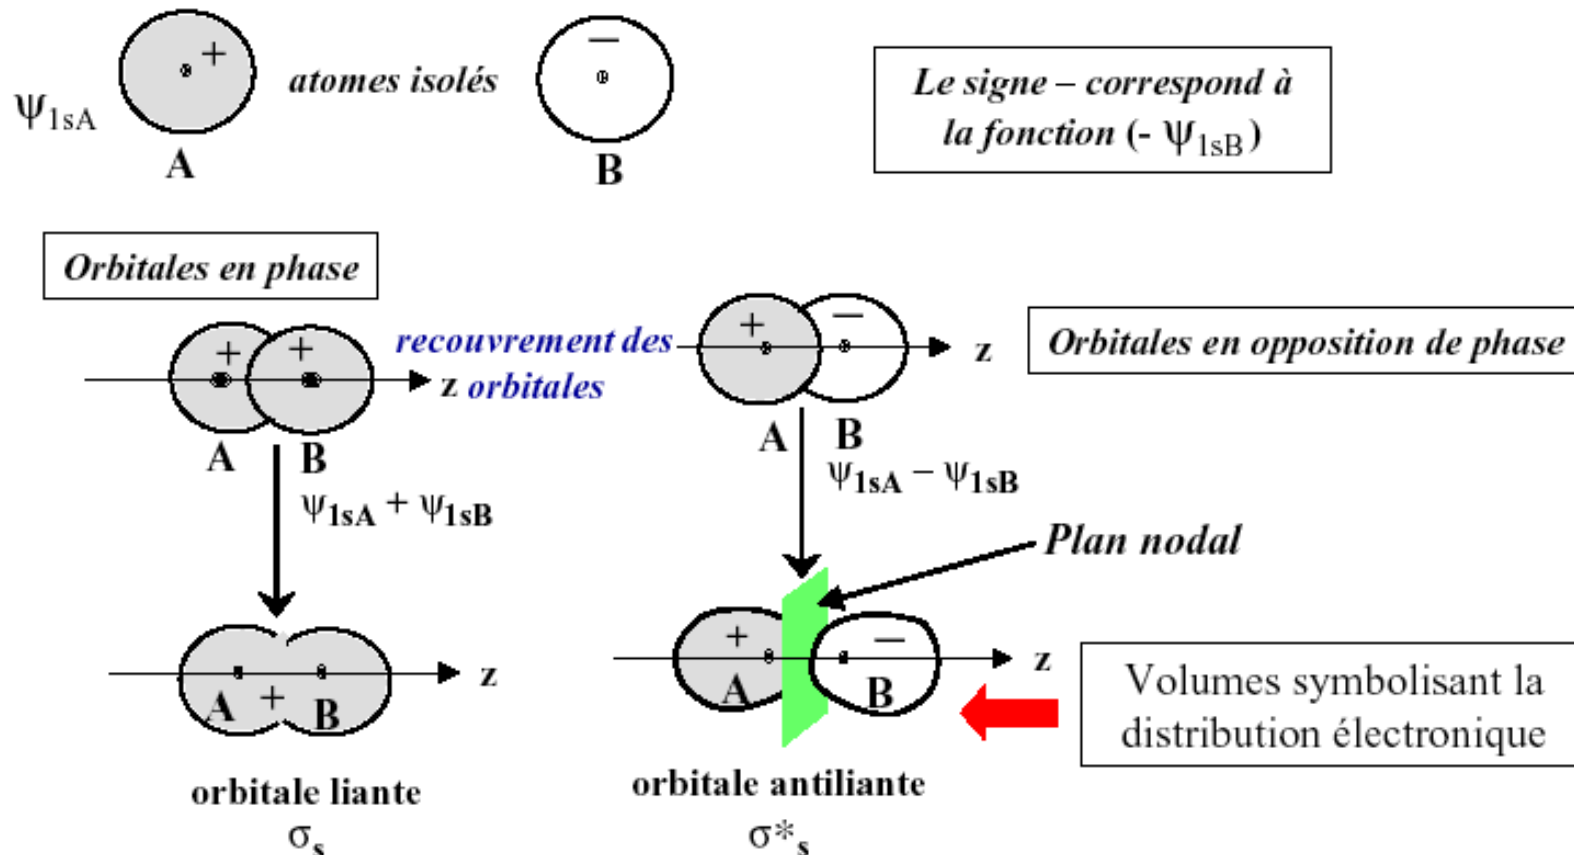 ψ1sA
+
A
atomes isolés
–
B
Le signe – correspond à
la fonction (- ψ1sB)
Orbitales en phase
+ +
A B
z
recouvrement des
orbitales
+ –
A B
z
Orbitales en opposition de phase
ψ1sA + ψ1sB
ψ1sA – ψ1sB
Plan nodal
A + B
z
+ –
A B
z
Volumes symbolisant la
distribution électronique
orbitale liante
σs
orbitale antiliante
σ*s